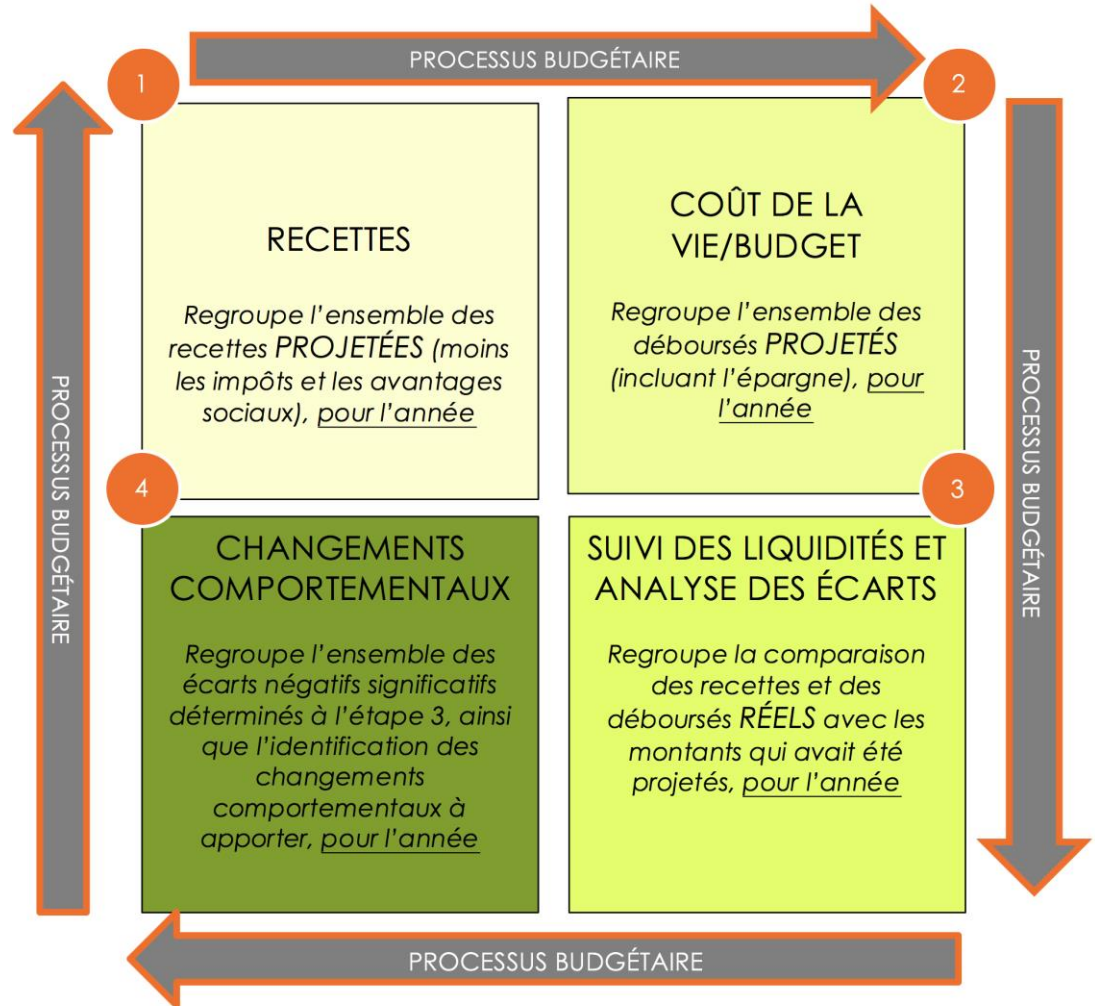 PROCESSUS BUDGÉTAIRE
1
2
RECETTES
Regroupe l'ensemble des
recettes PROJETÉES (moins
les impôts et les avantages
sociaux), pour l'année
COÛT DE LA
VIE/BUDGET
Regroupe l'ensemble des
déboursés PROJETÉS
(incluant l'épargne), pour
l'année
PROCESSUS BUDGÉTAIRE
PROCESSUS BUDGÉTAIRE
4
3
CHANGEMENTS
COMPORTEMENTAUX
Regroupe l'ensemble des
écarts négatifs significatifs
déterminés à l'étape 3, ainsi
que l'identification des
changements
comportementaux à
apporter, pour l'année
SUIVI DES LIQUIDITÉS ET
ANALYSE DES ÉCARTS
Regroupe la comparaison
des recettes et des
déboursés RÉELS avec les
montants qui avait été
projetés, pour l'année
PROCESSUS BUDGÉTAIRE